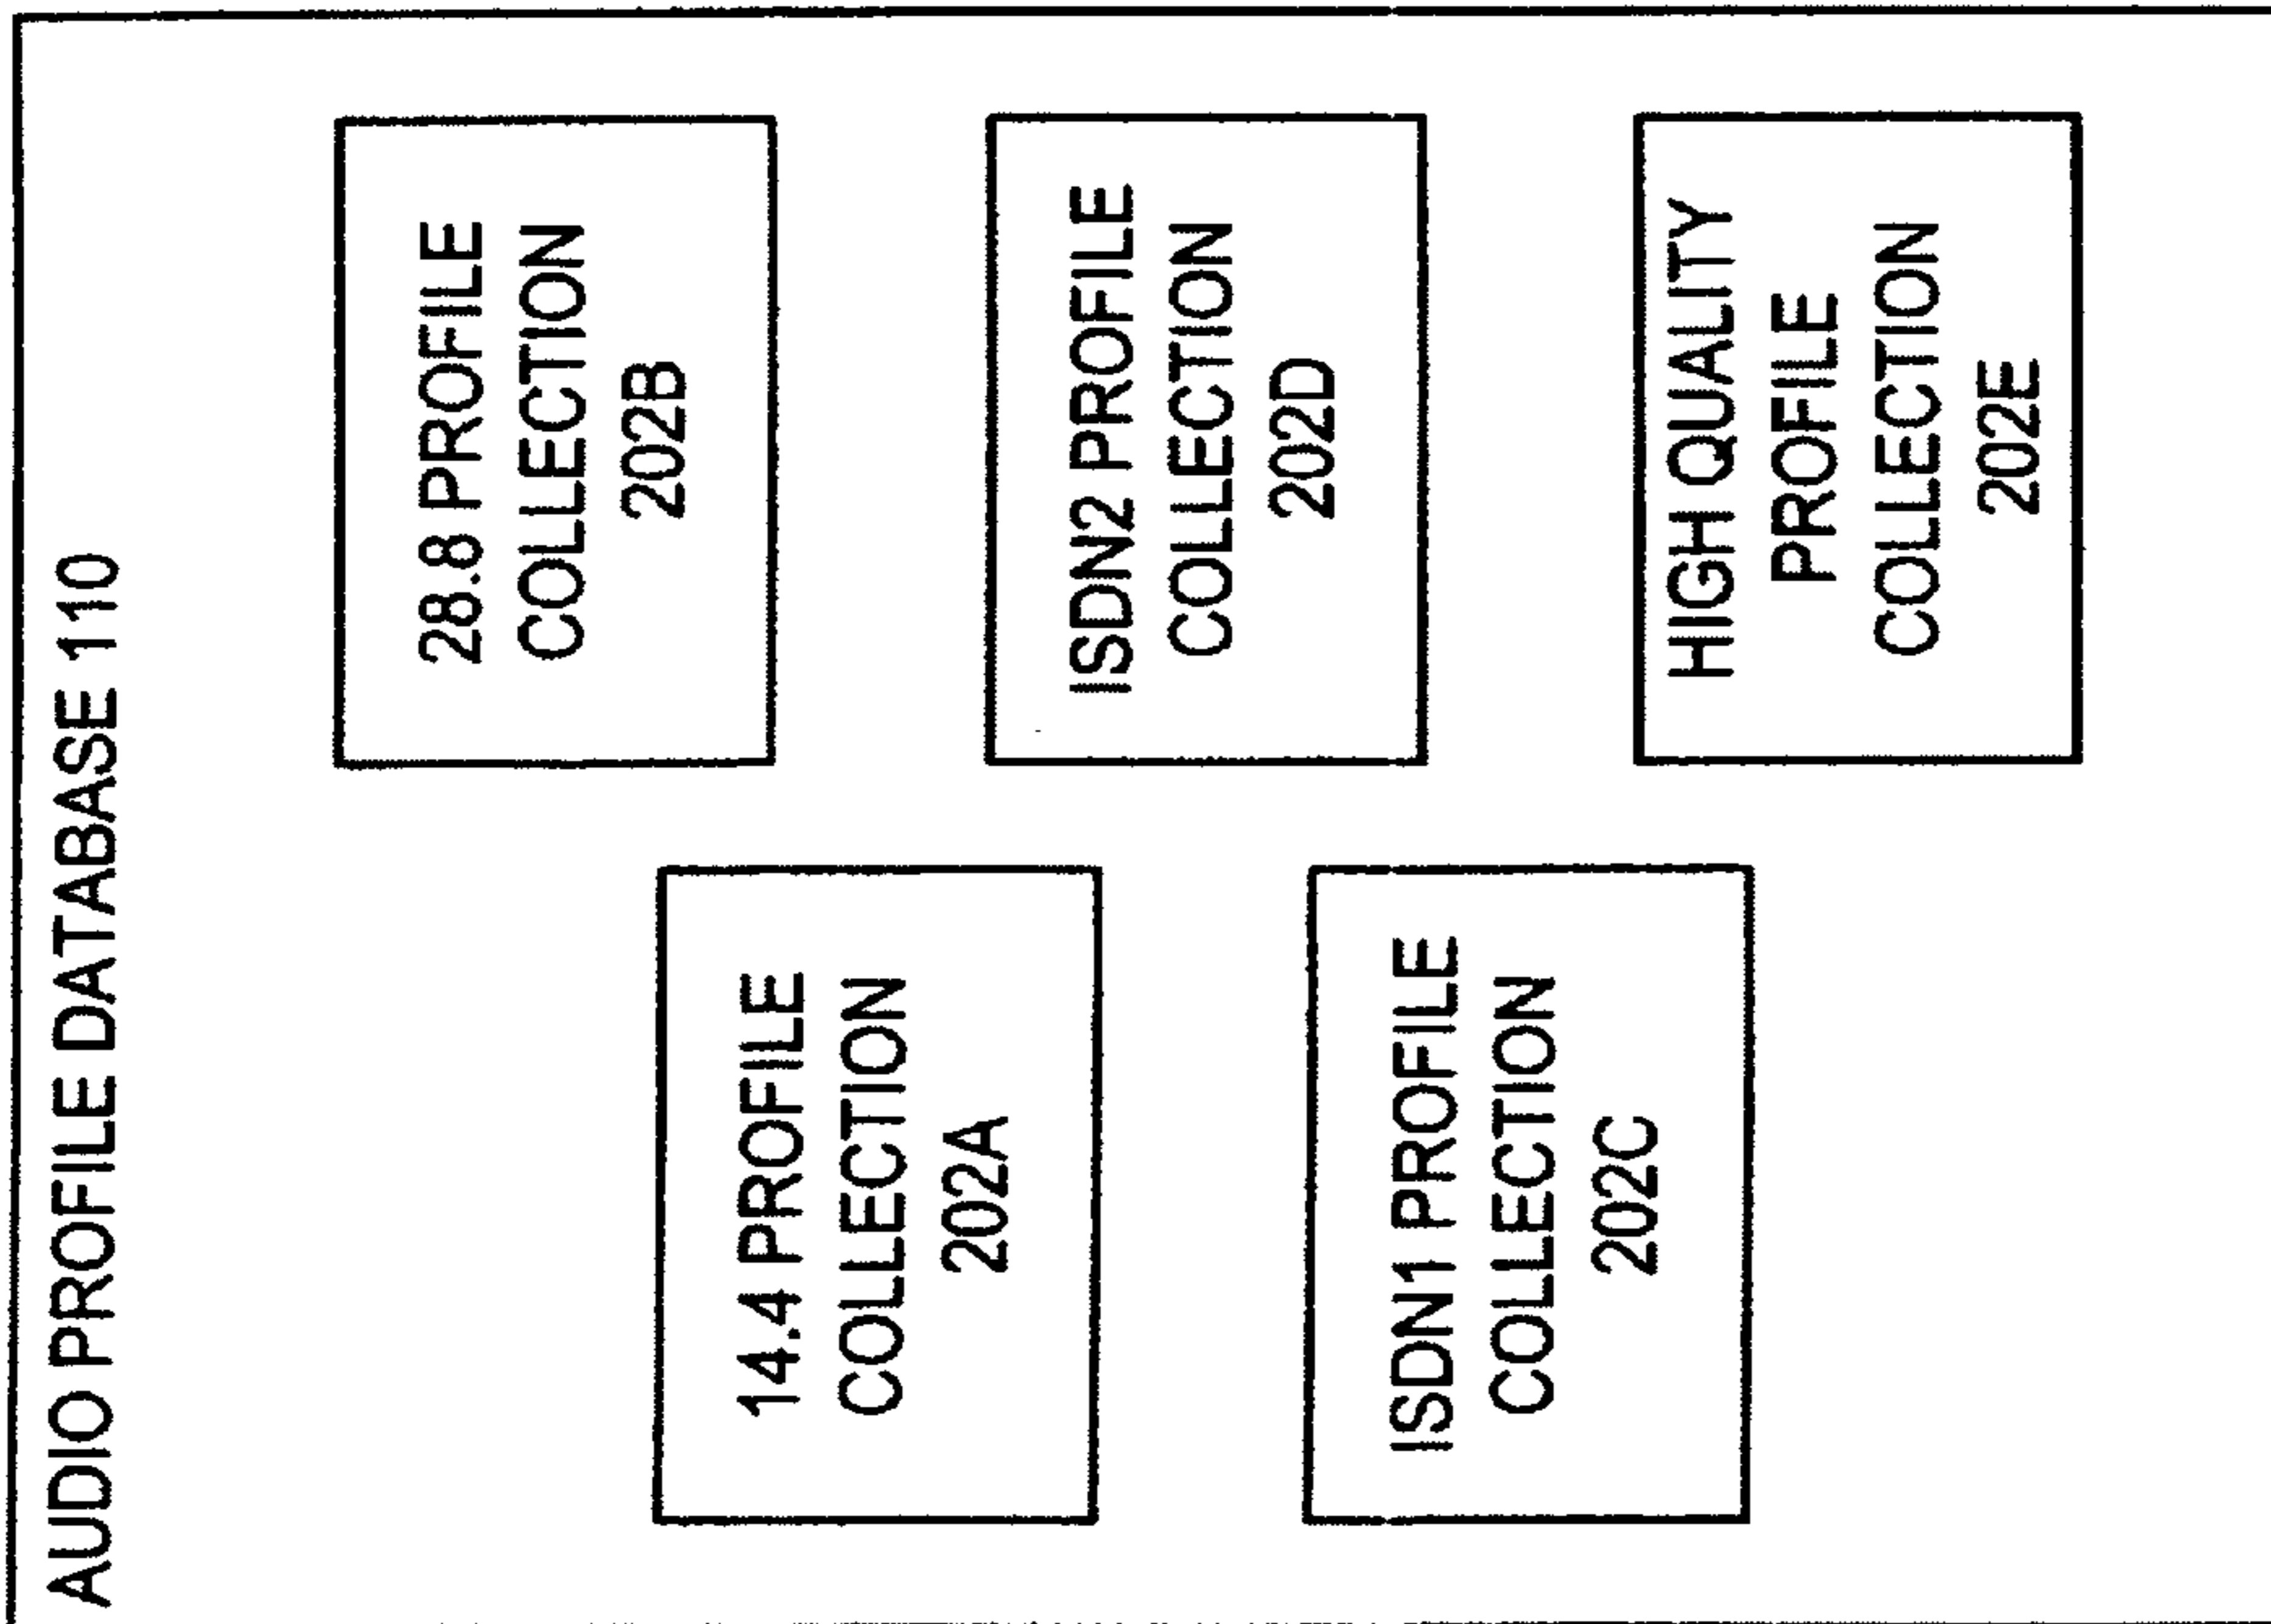 AUDIO PROFILE DATABASE 110
14.4 PROFILE
COLLECTION
202A
28.8 PROFILE
COLLECTION
202B
ISDN1 PROFILE
COLLECTION
202C
ISDN2 PROFILE
COLLECTION
202D
HIGH QUALITY
PROFILE
COLLECTION
202E